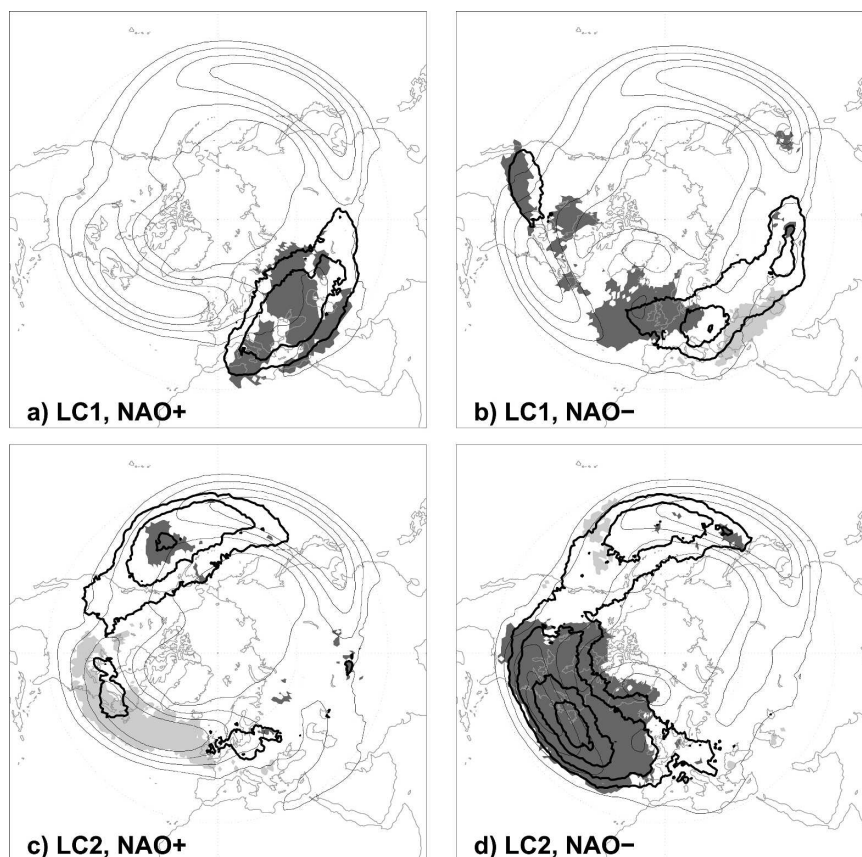 a) LC1, NAO+
b) LC1, NAO−
c) LC2, NAO+
d) LC2, NAO−